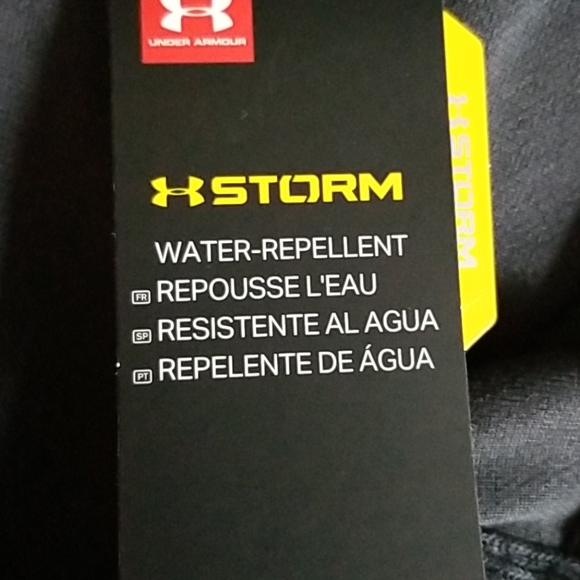 UNDER ARMOUR
STORM
WATER-REPELLENT
FR REPOUSSE L'EAU
SP RESISTENTE AL AGUA
PT REPELENTE DE ÁGUA
STORM